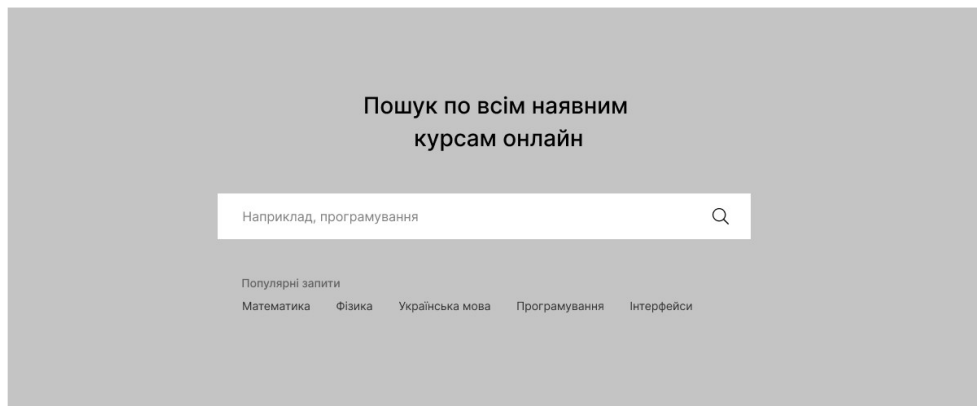 Пошук по всім наявним
курсам онлайн
Наприклад, програмування
Популярні запити
Математика Фізика Українська мова Програмування Інтерфейси